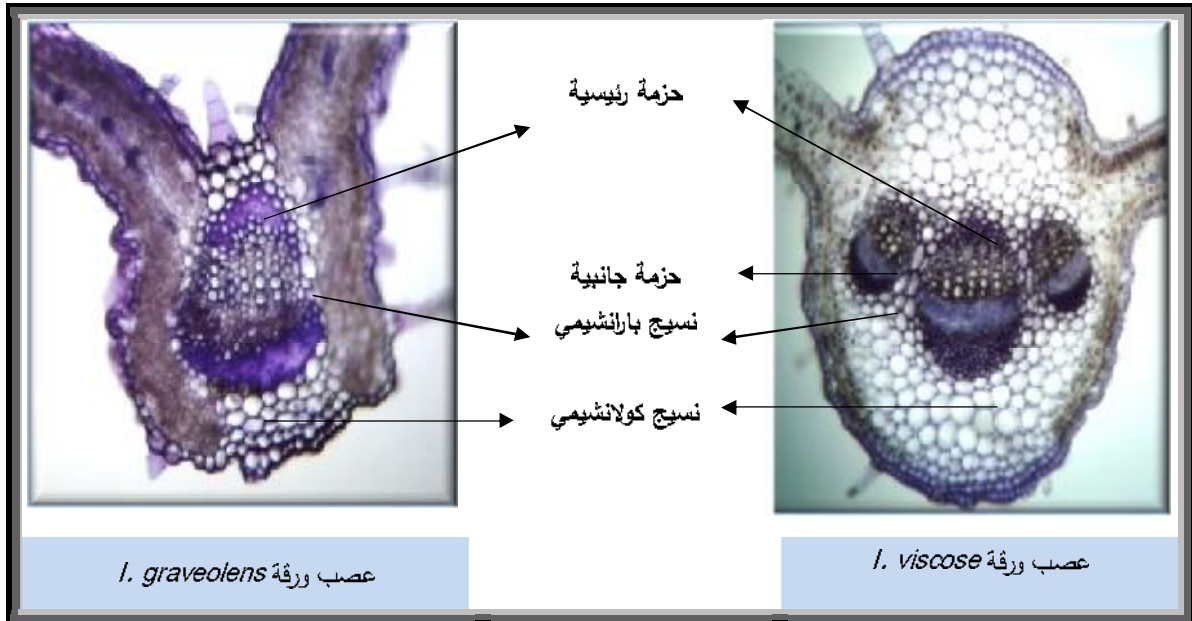 حزمة رئيسية
حزمة جانبية
نسيج بارانشيمي
نسيج كولانشيمي
عصب ورقة I. graveolens
عصب ورقة I. viscose